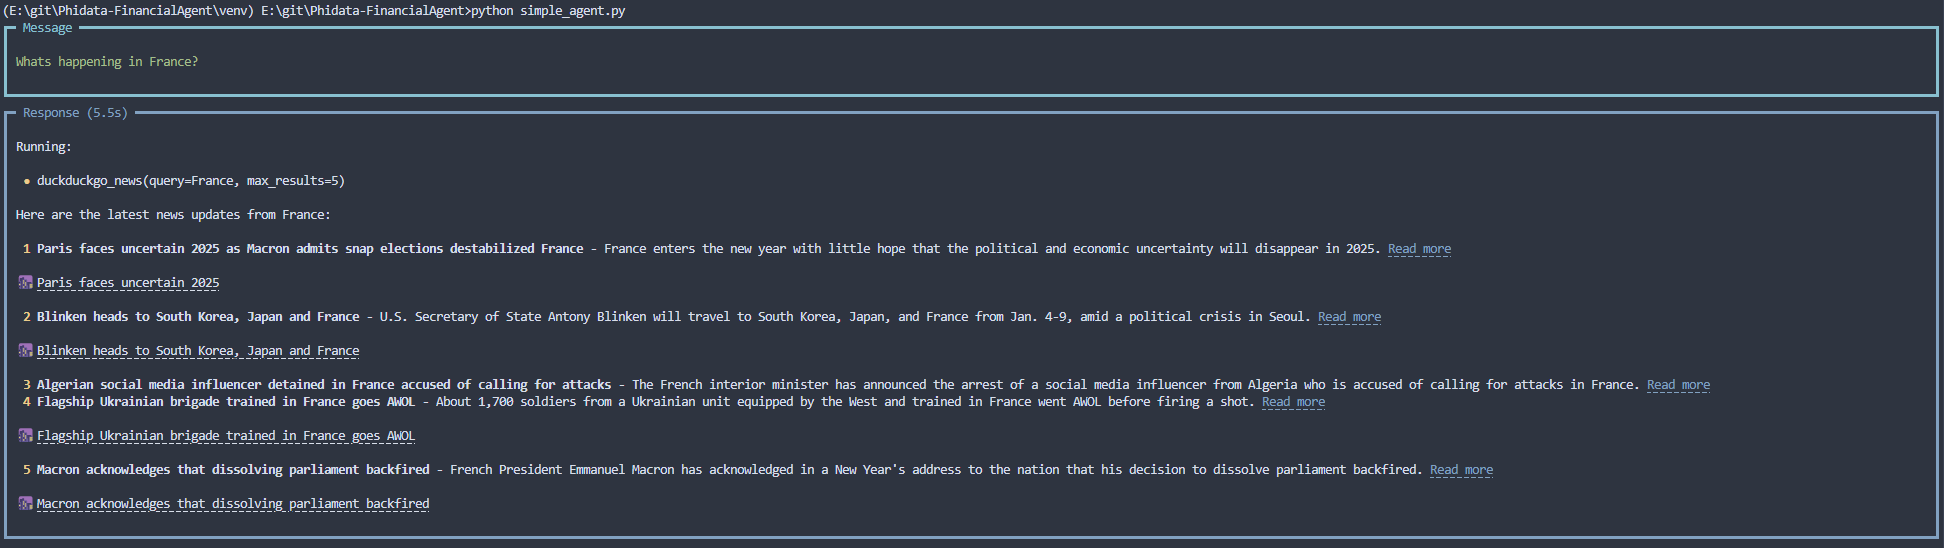 (E:\git\Phidata-FinancialAgent\venv) E:\git\Phidata-FinancialAgent>python simple_agent.py
Message
Whats happening in France?
Response (5.5s)
Running:
• duckduckgo_news(query=France, max_results=5)
Here are the latest news updates from France:
1 Paris faces uncertain 2025 as Macron admits snap elections destabilized France - France enters the new year with little hope that the political and economic uncertainty will disappear in 2025. Read more
Paris faces uncertain 2025
2 Blinken heads to South Korea, Japan and France - U.S. Secretary of State Antony Blinken will travel to South Korea, Japan, and France from Jan. 4-9, amid a political crisis in Seoul. Read more
Blinken heads to South Korea, Japan and France
3 Algerian social media influencer detained in France accused of calling for attacks - The French interior minister has announced the arrest of a social media influencer from Algeria who is accused of calling for attacks in France. Read more
4 Flagship Ukrainian brigade trained in France goes AWOL - About 1,700 soldiers from a Ukrainian unit equipped by the West and trained in France went AWOL before firing a shot. Read more
Flagship Ukrainian brigade trained in France goes AWOL
5 Macron acknowledges that dissolving parliament backfired - French President Emmanuel Macron has acknowledged in a New Year's address to the nation that his decision to dissolve parliament backfired. Read more
Macron acknowledges that dissolving parliament backfired